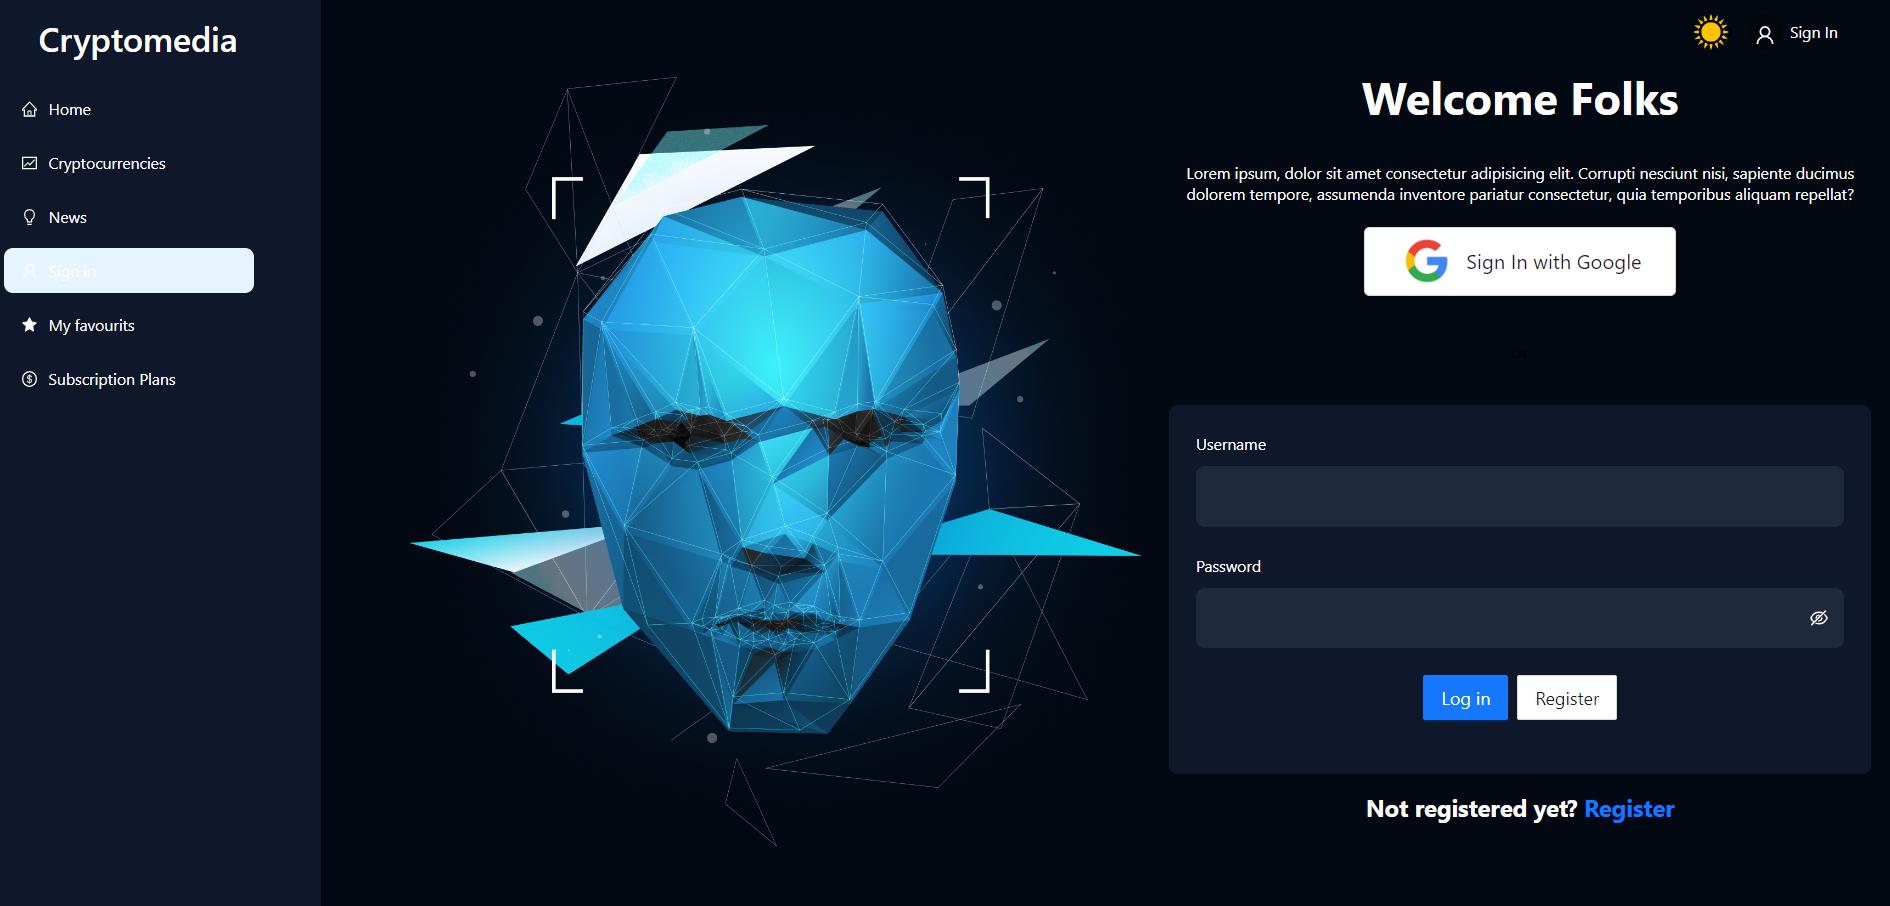 Cryptomedia
Home
Cryptocurrencies
News
Sign in
My favourits
Subscription Plans
Sign In
Welcome Folks
Lorem ipsum, dolor sit amet consectetur adipisicing elit. Corrupti nesciunt nisi, sapiente ducimus
dolorem tempore, assumenda inventore pariatur consectetur, quia temporibus aliquam repellat?
Sign In with Google
or
Username
Password
Log in
Register
Not registered yet? Register